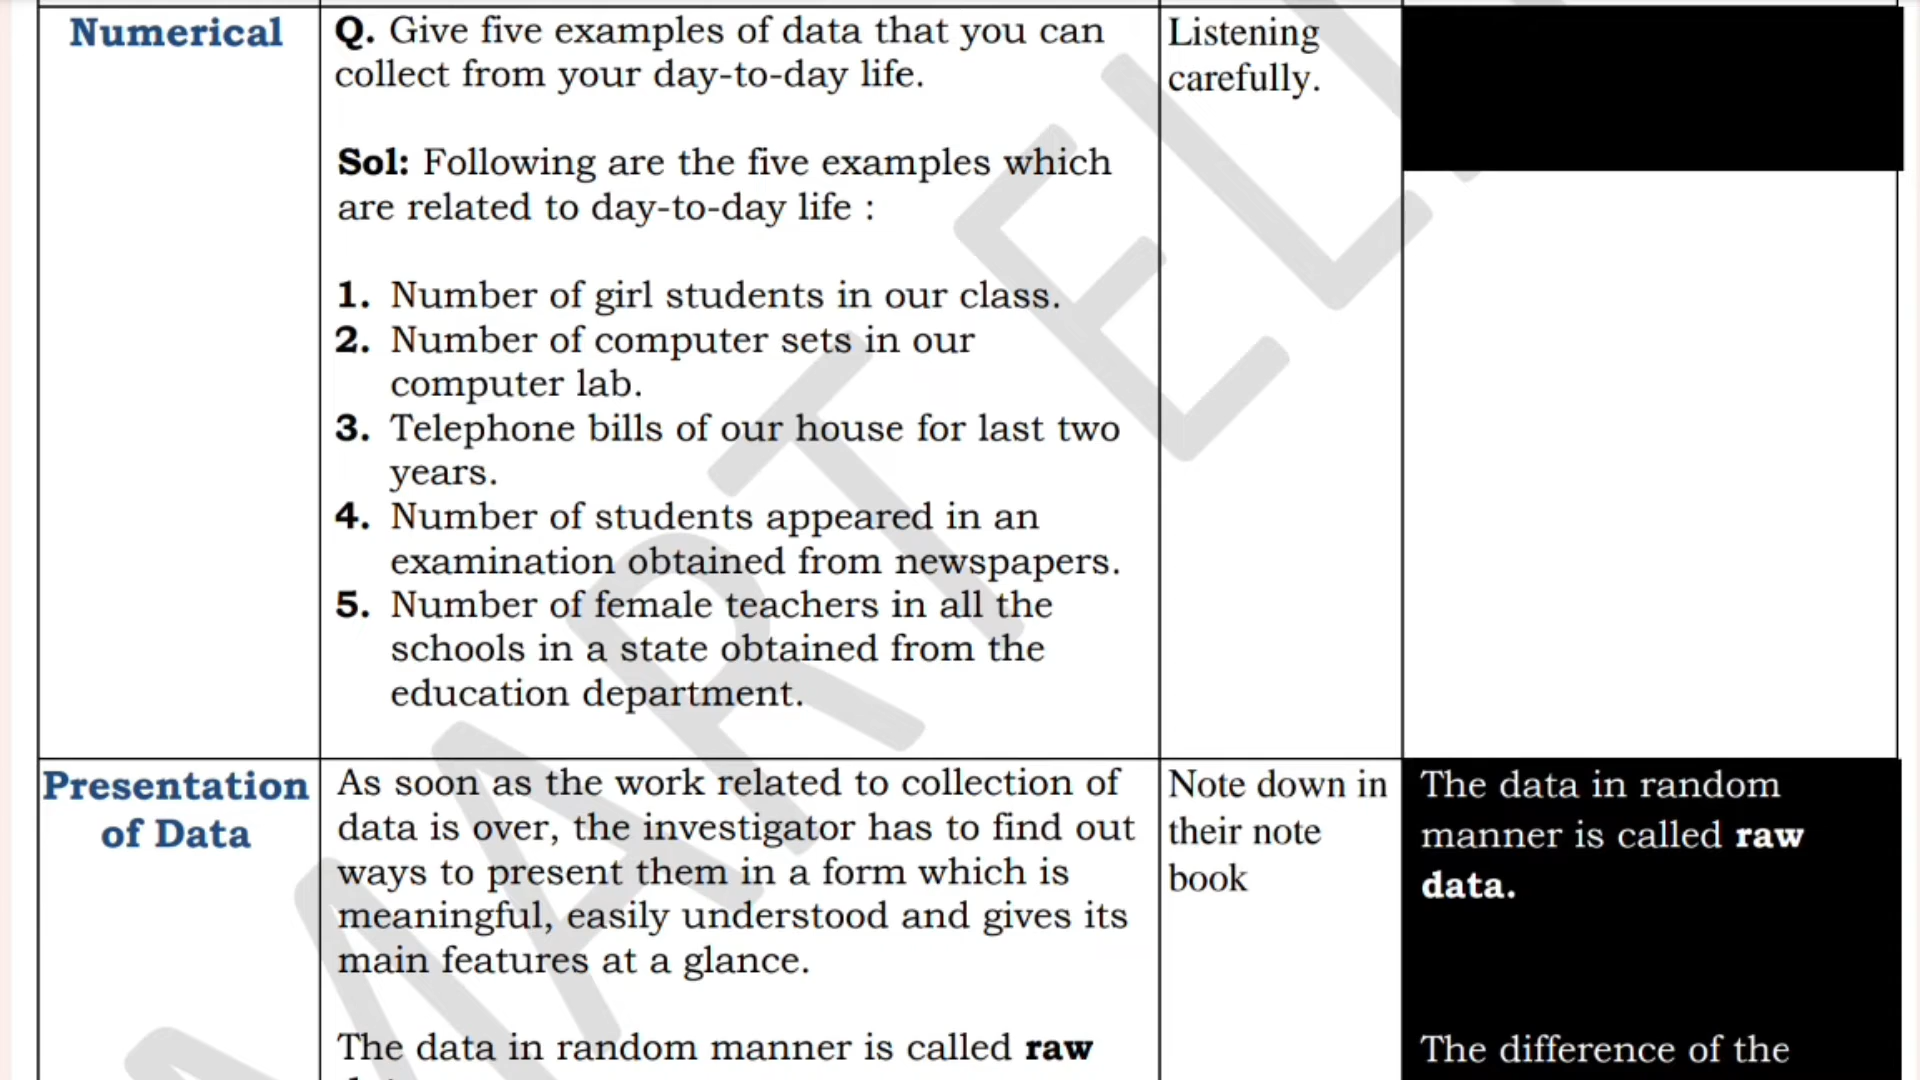 Numerical
Q. Give five examples of data that you can
collect from your day-to-day life.
Sol: Following are the five examples which
are related to day-to-day life :
1. Number of girl students in our class.
2. Number of computer sets in our
computer lab.
3. Telephone bills of our house for last two
years.
4. Number of students appeared in an
examination obtained from newspapers.
5. Number of female teachers in all the
schools in a state obtained from the
education department.
Listening
carefully.
Presentation
of Data
As soon as the work related to collection of
data is over, the investigator has to find out
ways to present them in a form which is
meaningful, easily understood and gives its
main features at a glance.
The data in random manner is called raw
Note down in
their note
book
The data in random
manner is called raw
data.
The difference of the